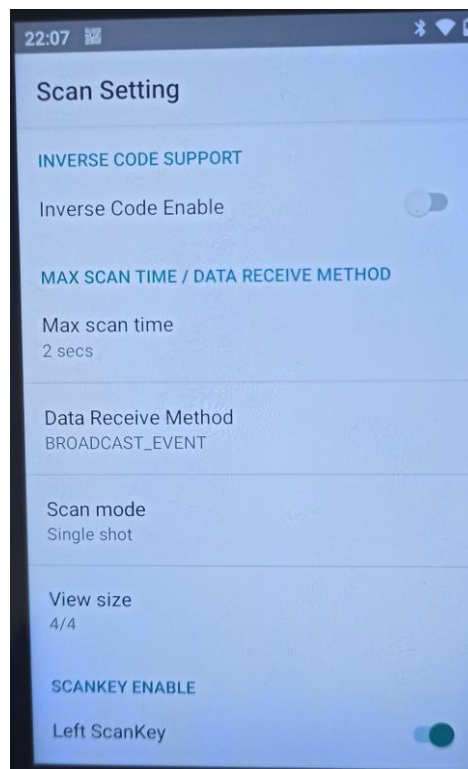 22:07
Scan Setting
INVERSE CODE SUPPORT
Inverse Code Enable
MAX SCAN TIME / DATA RECEIVE METHOD
Max scan time
2 secs
Data Receive Method
BROADCAST_EVENT
Scan mode
Single shot
View size
4/4
SCANKEY ENABLE
Left ScanKey